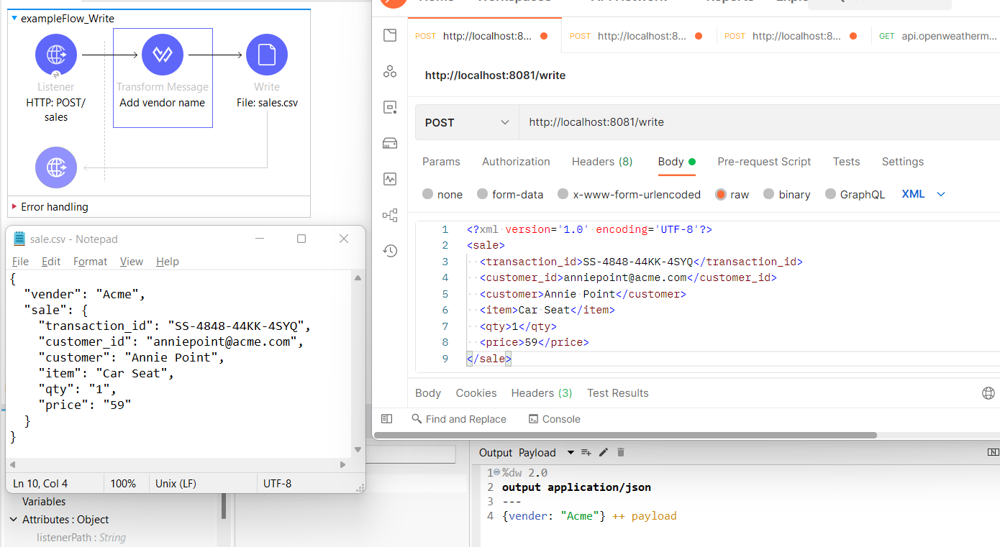 exampleFlow_Write
Listener
HTTP: POST/
sales
Transform Message
Add vendor name
Write
File: sales.csv
Error handling
sale.csv - Notepad
File Edit Format View Help
{
"vender": "Acme",
"sale": {
"transaction_id": "SS-4848-44KK-4SYQ",
"customer_id": "anniepoint@acme.com",
"customer": "Annie Point",
"item": "Car Seat",
"qty": "1",
"price": "59"
}
}
Ln 10, Col 4 100% Unix (LF) UTF-8
Variables
Attributes : Object
listenerPath : String
POST http://localhost:8... POST http://localhost:8... POST http://localhost:8... GET api.openweatherm...
http://localhost:8081/write
POST http://localhost:8081/write
Params Authorization Headers (8) Body Pre-request Script Tests Settings
none form-data x-www-form-urlencoded raw binary GraphQL XML
1 <?xml version='1.0' encoding='UTF-8'?>
2 <sale>
3 <transaction_id>SS-4848-44KK-4SYQ</transaction_id>
4 <customer_id>anniepoint@acme.com</customer_id>
5 <customer>Annie Point</customer>
6 <item>Car Seat</item>
7 <qty>1</qty>
8 <price>59</price>
9 </sale>
Body Cookies Headers (3) Test Results
Find and Replace Console
Output Payload
1 %dw 2.0
2 output application/json
3 ---
4 {vender: "Acme"} ++ payload